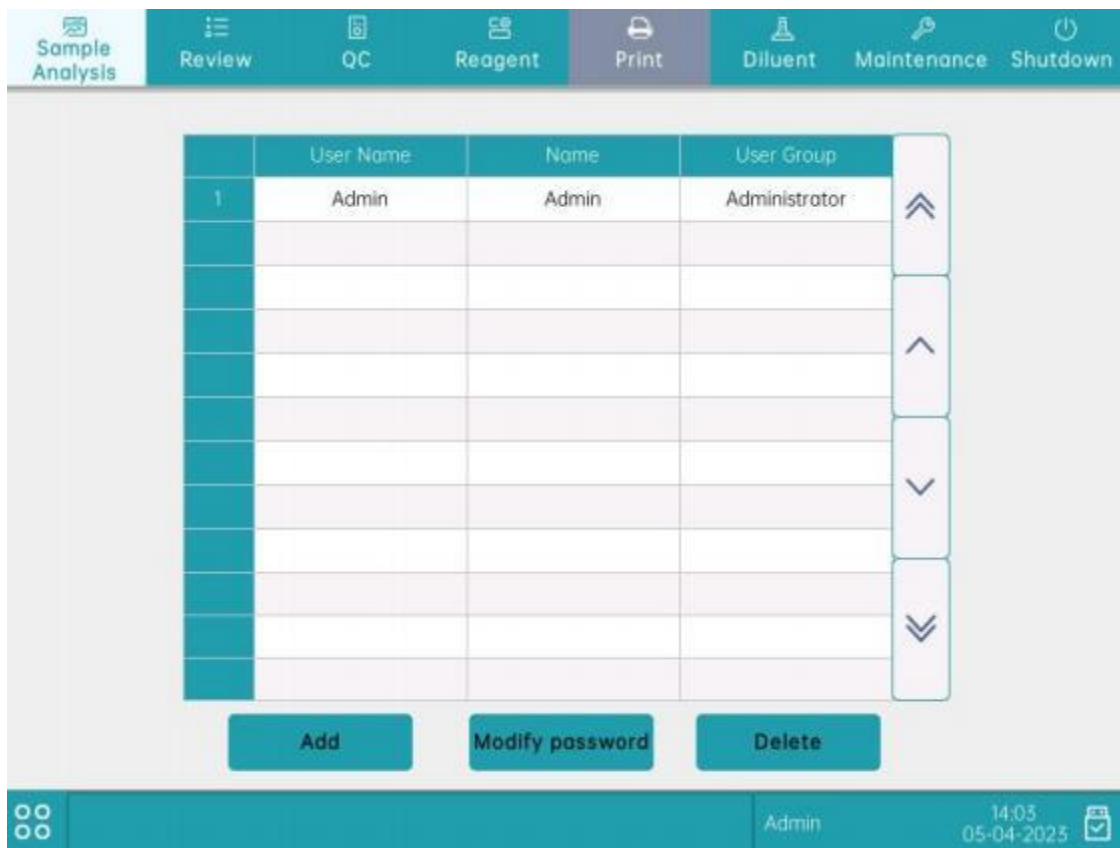 Sample Analysis
Review
QC
Reagent
Print
Diluent
Maintenance
Shutdown
User Name Name User Group
1 Admin Admin Administrator
Add
Modify password
Delete
Admin
14:03
05-04-2023